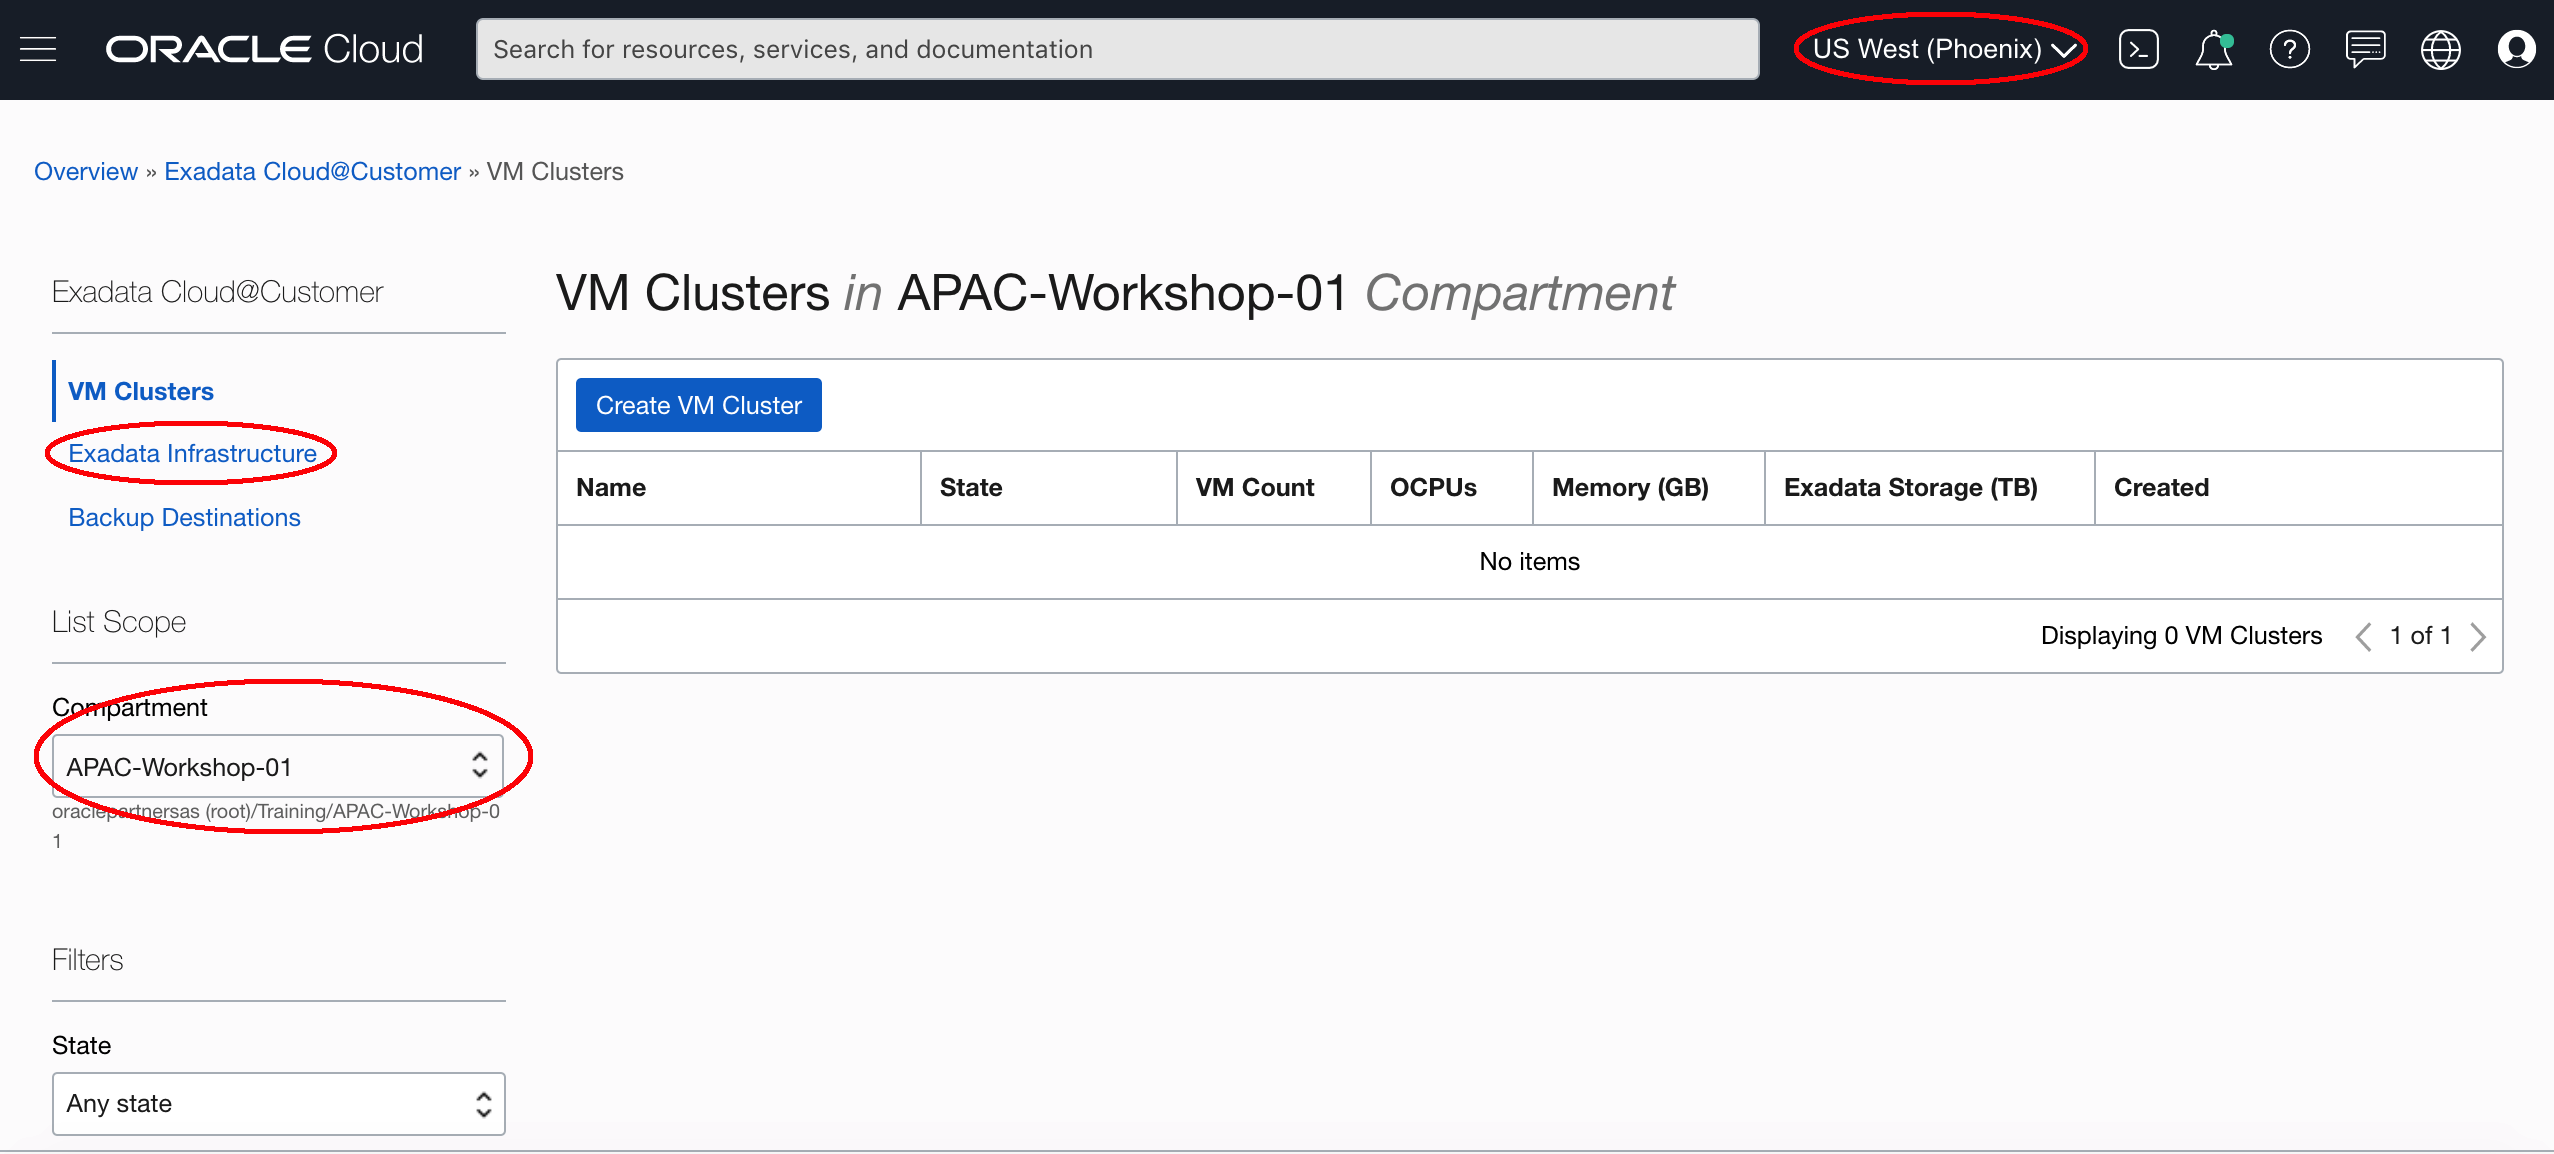 ORACLE Cloud
Search for resources, services, and documentation
US West (Phoenix)
Overview » Exadata Cloud@Customer » VM Clusters
Exadata Cloud@Customer
VM Clusters
Exadata Infrastructure
Backup Destinations
List Scope
Compartment
APAC-Workshop-01
oraclepartnersas (root)/Training/APAC-Workshop-0
1
Filters
State
Any state
VM Clusters in APAC-Workshop-01 Compartment
Create VM Cluster
Name State VM Count OCPUs Memory (GB) Exadata Storage (TB) Created
No items
Displaying 0 VM Clusters 1 of 1